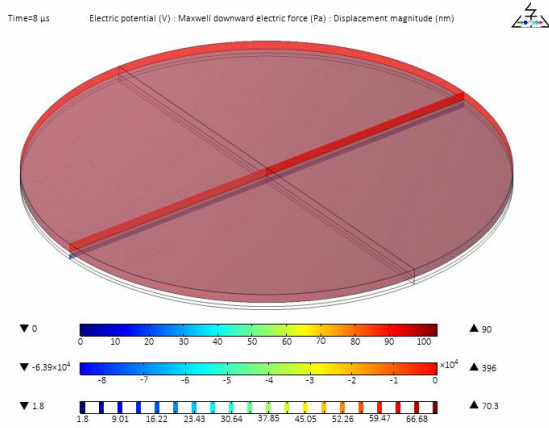 Time=8 µs Electric potential (V) : Maxwell downward electric force (Pa) : Displacement magnitude (nm)
▼ 0 ▲ 90
0 10 20 30 40 50 60 70 80 90 100
▼ -6.39×10⁴ ×10⁴ ▲ 396
-8 -7 -6 -5 -4 -3 -2 -1 0
▼ 1.8 ▲ 70.3
1.8 9.01 16.22 23.43 30.64 37.85 45.05 52.26 59.47 66.68